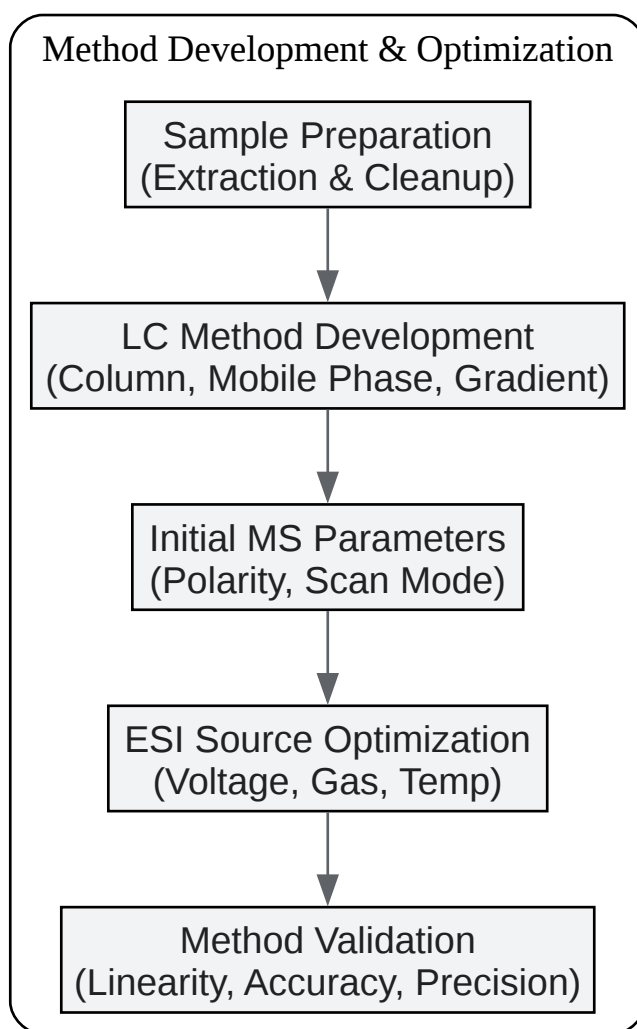 Method Development & Optimization
Sample Preparation
(Extraction & Cleanup)
LC Method Development
(Column, Mobile Phase, Gradient)
Initial MS Parameters
(Polarity, Scan Mode)
ESI Source Optimization
(Voltage, Gas, Temp)
Method Validation
(Linearity, Accuracy, Precision)